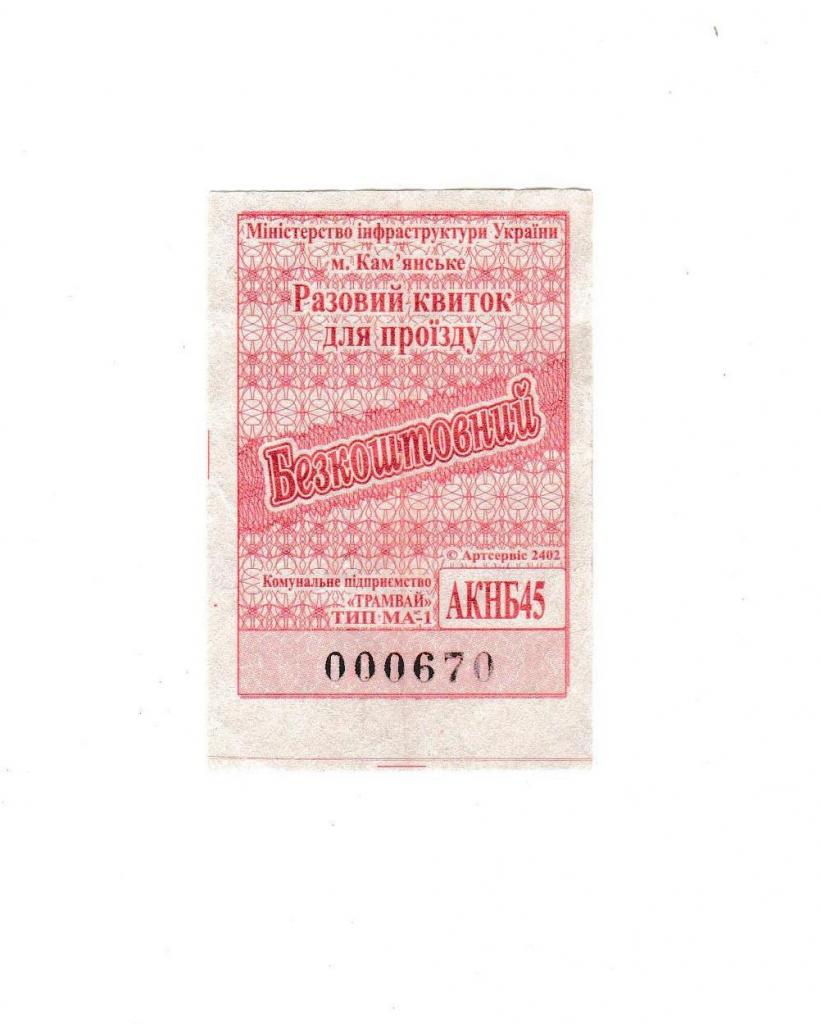 Міністерство інфраструктури України
м. Кам’янське
Разовий квиток
для проїзду
Безкоштовний
© Артсервіс 2402
Комунальне підприємство
«ТРАМВАЙ»
ТИП МА-1
АКНБ45
000670